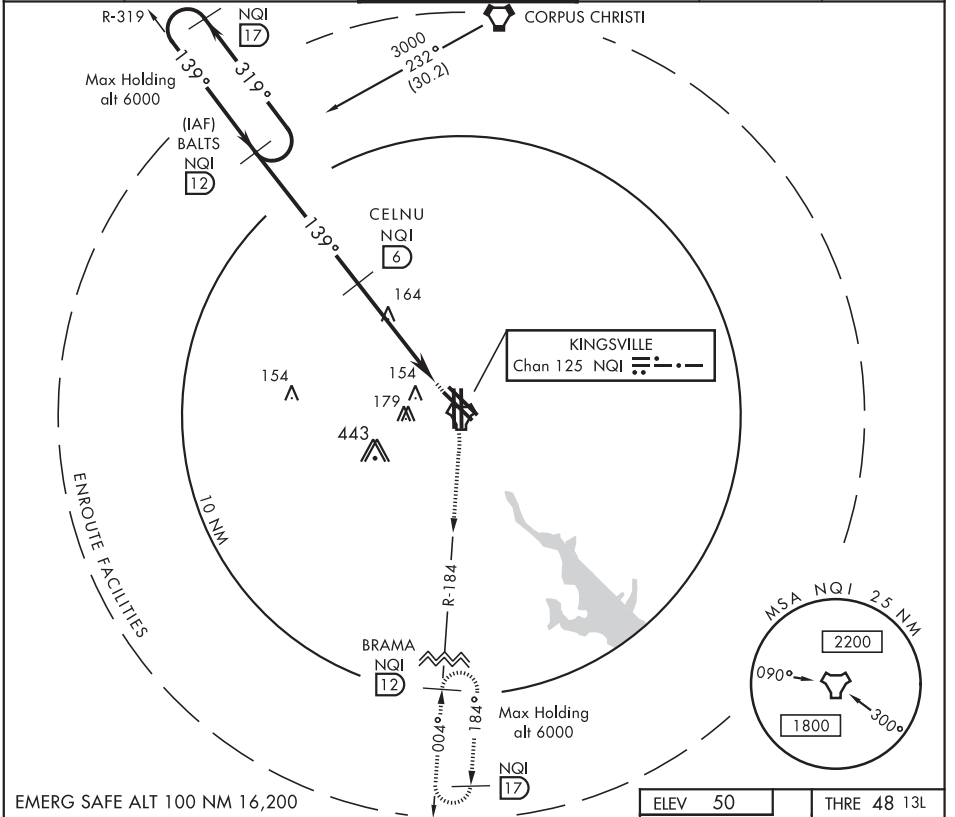 R-319
NQI
17
CORPUS CHRISTI
3000
232°
(30.2)
139°
319°
Max Holding
alt 6000
(IAF)
BALTS
NQI
12
139°
CELNU
NQI
6
164
KINGSVILLE
Chan 125 NQI
154
154
179
443
ENROUTE FACILITIES
10 NM
R-184
BRAMA
NQI
12
004°
184°
Max Holding
alt 6000
NQI
17
MSA NQI 25 NM
2200
090°
1800
300°
EMERG SAFE ALT 100 NM 16,200
ELEV 50
THRE 48 13L